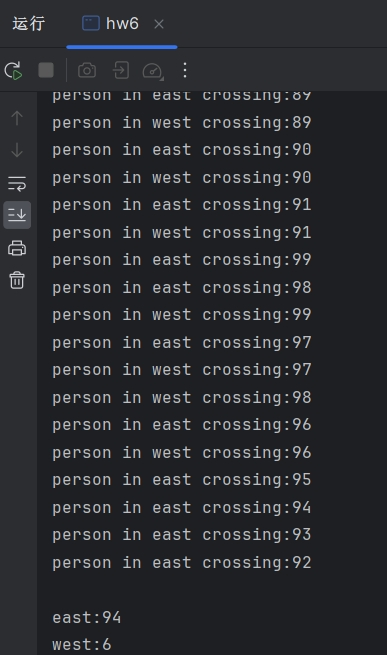 运行
hw6
person in east crossing:89
person in west crossing:89
person in east crossing:90
person in west crossing:90
person in east crossing:91
person in west crossing:91
person in east crossing:99
person in east crossing:98
person in west crossing:99
person in east crossing:97
person in west crossing:97
person in west crossing:98
person in east crossing:96
person in west crossing:96
person in east crossing:95
person in east crossing:94
person in east crossing:93
person in east crossing:92
east:94
west:6